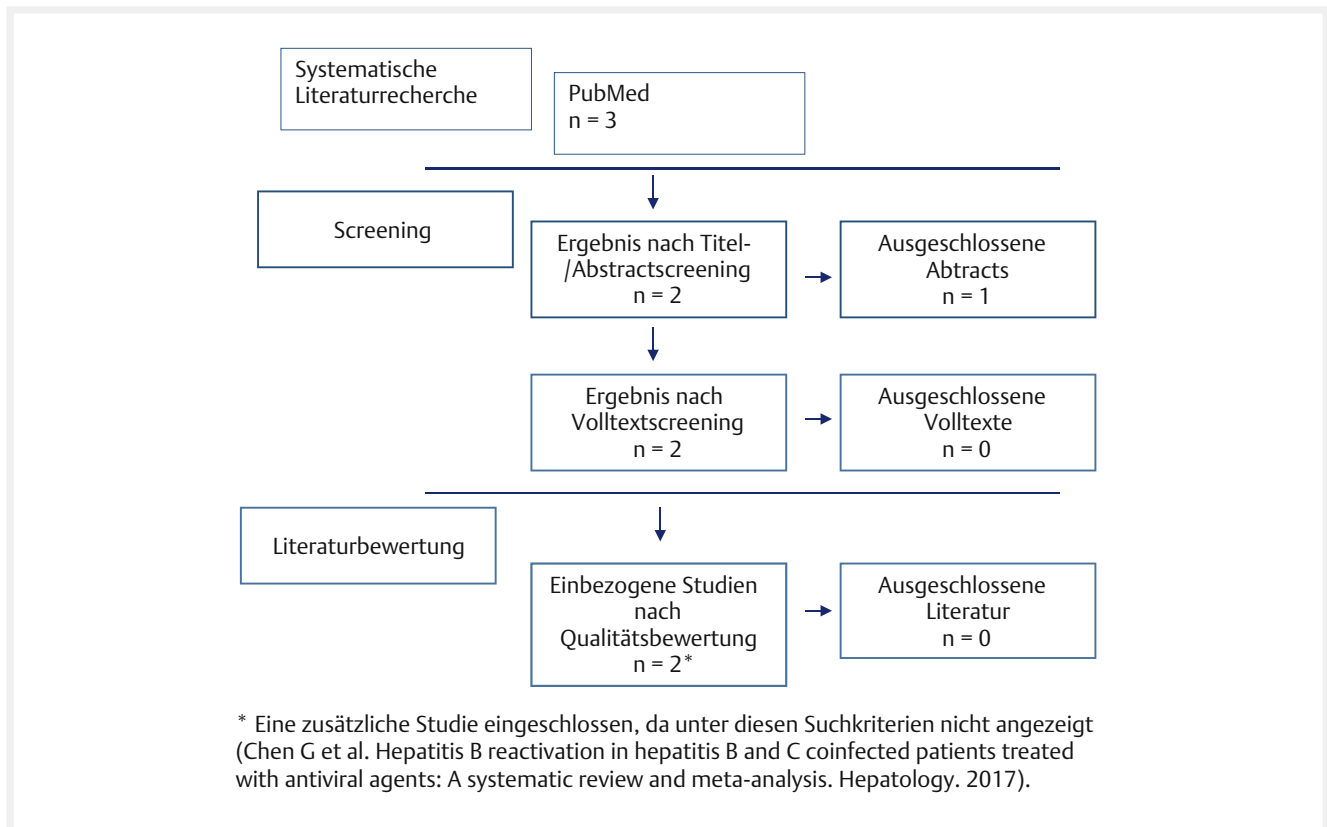 Systematische
Literaturrecherche
PubMed
n = 3
Screening
Ergebnis nach Titel-
/Abstractscreening
n = 2
Ausgeschlossene
Abtracts
n = 1
Ergebnis nach
Volltextscreening
n = 2
Ausgeschlossene
Volltexte
n = 0
Literaturbewertung
Einbezogene Studien
nach
Qualitätsbewertung
n = 2*
Ausgeschlossene
Literatur
n = 0
* Eine zusätzliche Studie eingeschlossen, da unter diesen Suchkriterien nicht angezeigt
(Chen G et al. Hepatitis B reactivation in hepatitis B and C coinfected patients treated
with antiviral agents: A systematic review and meta-analysis. Hepatology. 2017).